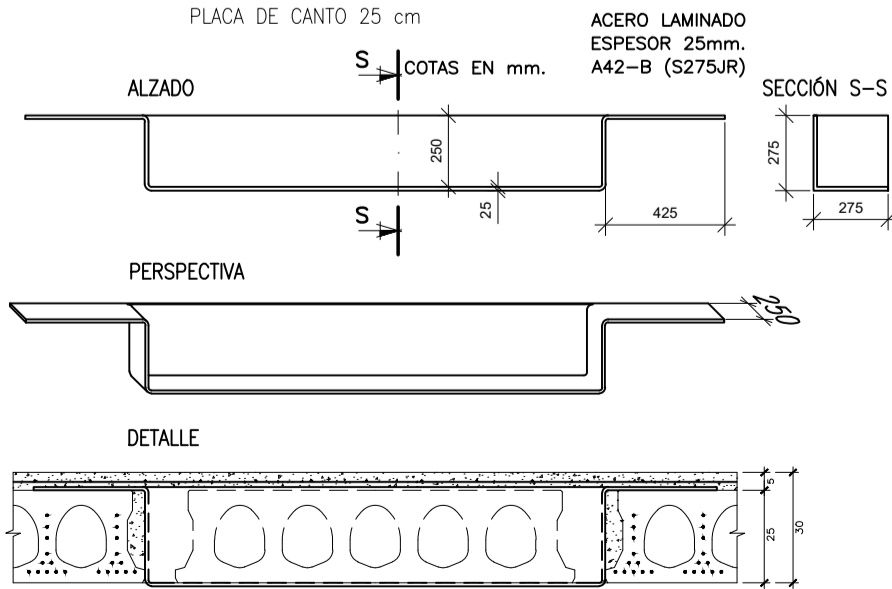 PLACA DE CANTO 25 cm
ACERO LAMINADO
ESPESOR 25mm.
A42-B (S275JR)
S
COTAS EN mm.
ALZADO
SECCIÓN S-S
250
275
25
S
425
275
PERSPECTIVA
250
DETALLE
5
25
30